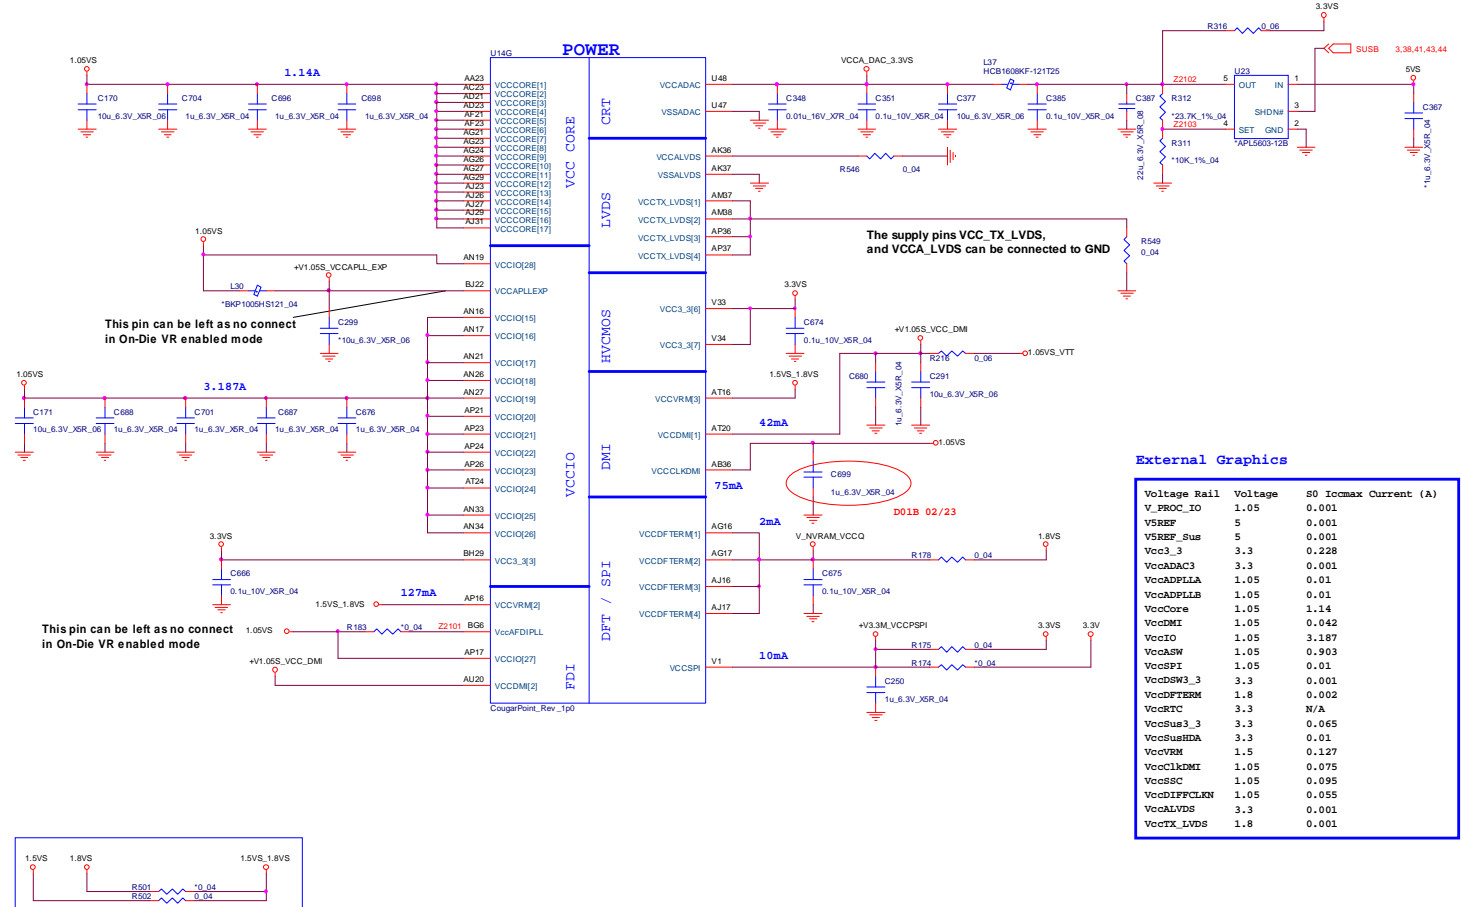 POWER
U14G
1.05VS
1.14A
C170
10u_6.3V_X5R_06
C704
1u_6.3V_X5R_04
C696
1u_6.3V_X5R_04
C698
1u_6.3V_X5R_04
AA23
AC23
AD21
AD23
AF21
AF23
AG21
AG23
AG24
AG26
AG27
AG29
AJ23
AJ26
AJ27
AJ29
AJ31
VCCCORE[1]
VCCCORE[2]
VCCCORE[3]
VCCCORE[4]
VCCCORE[5]
VCCCORE[6]
VCCCORE[7]
VCCCORE[8]
VCCCORE[9]
VCCCORE[10]
VCCCORE[11]
VCCCORE[12]
VCCCORE[13]
VCCCORE[14]
VCCCORE[15]
VCCCORE[16]
VCCCORE[17]
VCC CORE
CRT
LVDS
HVCMOS
DMI
VCCIO
DFT / SPI
FDI
VCCADAC U48
VSSADAC U47
VCCALVDS AK36
VSSALVDS AK37
VCCTX_LVDS[1] AM37
VCCTX_LVDS[2] AM38
VCCTX_LVDS[3] AP36
VCCTX_LVDS[4] AP37
VCC3_3[6] V33
VCC3_3[7] V34
VCCVRM[3] AT16
VCCDMI[1] AT20
VCCCLKDMI AB36
VCCDFTERM[1] AG16
VCCDFTERM[2] AG17
VCCDFTERM[3] AJ16
VCCDFTERM[4] AJ17
VCCSPI V1
VCCA_DAC_3.3VS
C348
0.01u_16V_X7R_04
C351
0.1u_10V_X5R_04
C377
10u_6.3V_X5R_06
L37
HCB1608KF-121T25
C385
0.1u_10V_X5R_04
C387
22u_6.3V_X5R_08
R316 0_06
3.3VS
SUSB 3,38,41,43,44
Z2102
Z2103
R312
*23.7K_1%_04
R311
*10K_1%_04
U23
5 OUT IN 1
SHDN# 3
4 SET GND 2
*APL5603-12B
5VS
C367
*1u_6.3V_X5R_04
R546 0_04
The supply pins VCC_TX_LVDS,
and VCCA_LVDS can be connected to GND
R549
0_04
1.05VS
AN19 VCCIO[28]
+V1.05S_VCCAPLL_EXP
BJ22 VCCAPLLEXP
L30
*BKP1005HS121_04
C299
*10u_6.3V_X5R_06
This pin can be left as no connect
in On-Die VR enabled mode
AN16 VCCIO[15]
AN17 VCCIO[16]
AN21 VCCIO[17]
AN26 VCCIO[18]
AN27 VCCIO[19]
AP21 VCCIO[20]
AP23 VCCIO[21]
AP24 VCCIO[22]
AP26 VCCIO[23]
AT24 VCCIO[24]
AN33 VCCIO[25]
AN34 VCCIO[26]
1.05VS
3.187A
C171
10u_6.3V_X5R_06
C688
1u_6.3V_X5R_04
C701
1u_6.3V_X5R_04
C687
1u_6.3V_X5R_04
C676
1u_6.3V_X5R_04
3.3VS
BH29 VCC3_3[3]
C666
0.1u_10V_X5R_04
127mA
1.5VS_1.8VS
AP16 VCCVRM[2]
This pin can be left as no connect
in On-Die VR enabled mode
1.05VS
R183 *0_04
Z2101 BG6 VccAFDIPLL
AP17 VCCIO[27]
+V1.05S_VCC_DMI
AU20 VCCDMI[2]
CougarPoint_Rev_1p0
3.3VS
C674
0.1u_10V_X5R_04
1.5VS_1.8VS
+V1.05S_VCC_DMI
R216 0_06
1.05VS_VTT
C680
1u_6.3V_X5R_04
C291
10u_6.3V_X5R_06
42mA
1.05VS
C699
1u_6.3V_X5R_04
75mA
D01B 02/23
2mA
V_NVRAM_VCCQ
R178 0_04
1.8VS
C675
0.1u_10V_X5R_04
10mA
+V3.3M_VCCPSPI
3.3VS
3.3V
R175 0_04
R174 *0_04
C250
1u_6.3V_X5R_04
External Graphics
Voltage Rail Voltage S0 Iccmax Current (A)
V_PROC_IO 1.05 0.001
V5REF 5 0.001
V5REF_Sus 5 0.001
Vcc3_3 3.3 0.228
VccADAC3 3.3 0.001
VccADPLLA 1.05 0.01
VccADPLLB 1.05 0.01
VccCore 1.05 1.14
VccDMI 1.05 0.042
VccIO 1.05 3.187
VccASW 1.05 0.903
VccSPI 1.05 0.01
VccDSW3_3 3.3 0.001
VccDFTERM 1.8 0.002
VccRTC 3.3 N/A
VccSus3_3 3.3 0.065
VccSusHDA 3.3 0.01
VccVRM 1.5 0.127
VccClkDMI 1.05 0.075
VccSSC 1.05 0.095
VccDIFFCLKN 1.05 0.055
VccALVDS 3.3 0.001
VccTX_LVDS 1.8 0.001
1.5VS
1.8VS
1.5VS_1.8VS
R501 *0_04
R502 0_04